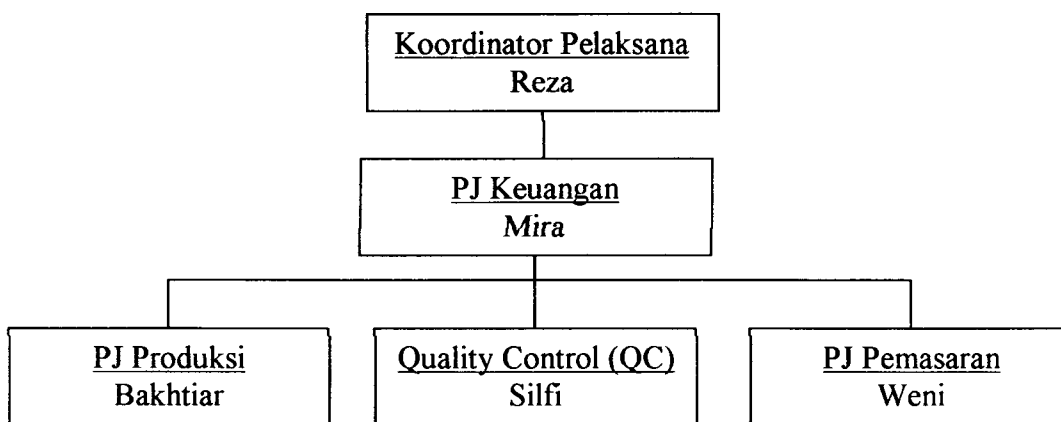 Koordinator Pelaksana
Reza
PJ Keuangan
Mira
PJ Produksi
Bakhtiar
Quality Control (QC)
Silfi
PJ Pemasaran
Weni